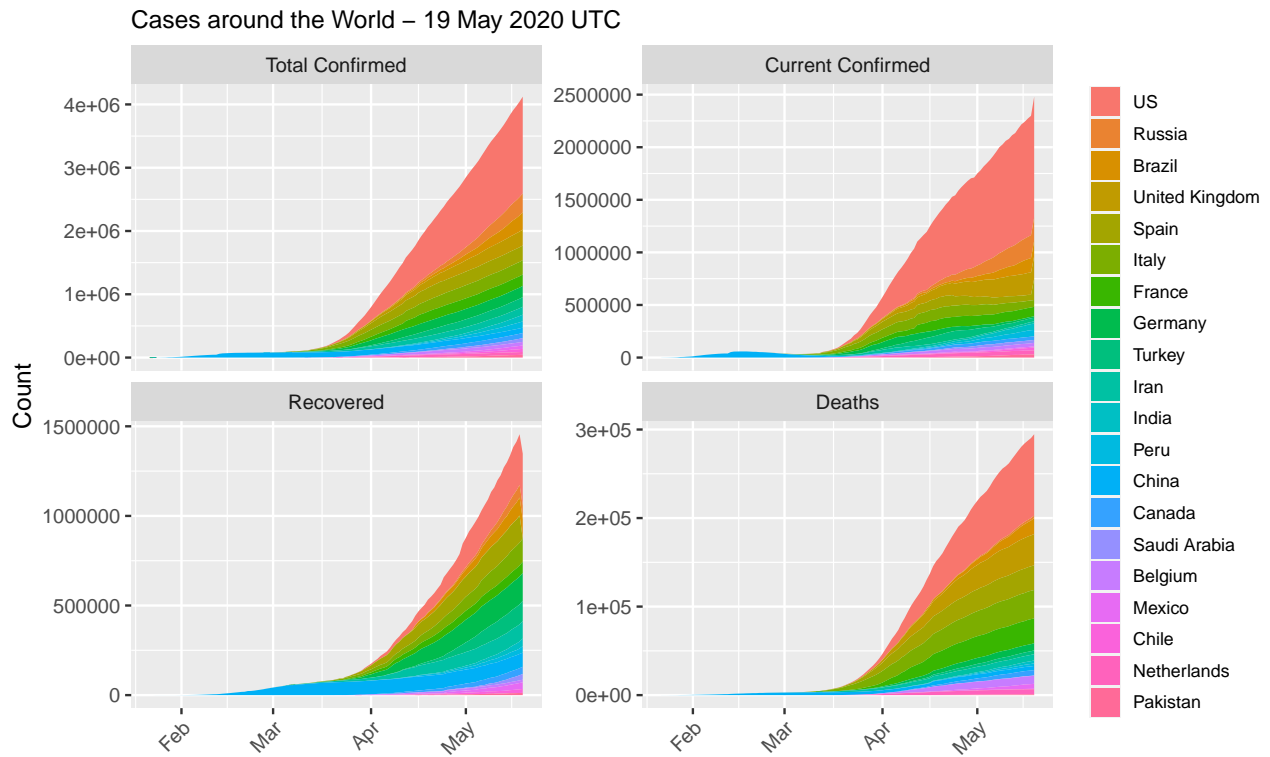 Cases around the World – 19 May 2020 UTC
Total Confirmed
Current Confirmed
4e+06
3e+06
2e+06
1e+06
0e+00
2500000
2000000
1500000
1000000
500000
0
Count
Recovered
Deaths
1500000
1000000
500000
0
3e+05
2e+05
1e+05
0e+00
Feb
Mar
Apr
May
Feb
Mar
Apr
May
US
Russia
Brazil
United Kingdom
Spain
Italy
France
Germany
Turkey
Iran
India
Peru
China
Canada
Saudi Arabia
Belgium
Mexico
Chile
Netherlands
Pakistan